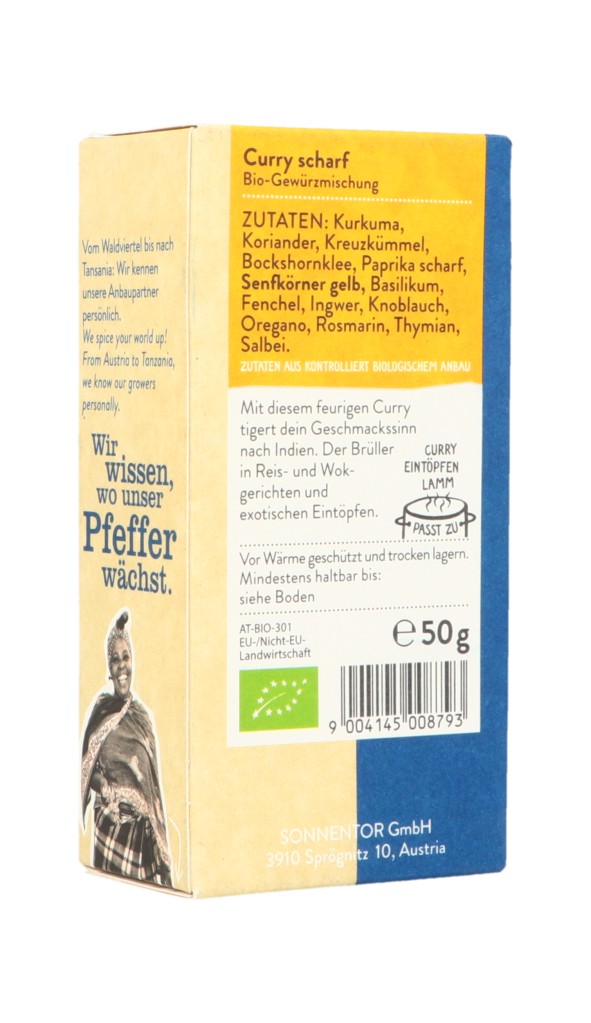 Vom Waldviertel bis nach
Tansania: Wir kennen
unsere Anbaupartner
persönlich.
We spice your world up!
From Austria to Tanzania,
we know our growers
personally.
Wir
wissen,
wo unser
Pfeffer
wächst.
Curry scharf
Bio-Gewürzmischung
ZUTATEN: Kurkuma,
Koriander, Kreuzkümmel,
Bockshornklee, Paprika scharf,
Senfkörner gelb, Basilikum,
Fenchel, Ingwer, Knoblauch,
Oregano, Rosmarin, Thymian,
Salbei.
ZUTATEN AUS KONTROLLIERT BIOLOGISCHEM ANBAU
Mit diesem feurigen Curry
tigert dein Geschmackssinn
nach Indien. Der Brüller
in Reis- und Wok-
gerichten und
exotischen Eintöpfen.
CURRY
EINTÖPFEN
LAMM
PASST ZU
Vor Wärme geschützt und trocken lagern.
Mindestens haltbar bis:
siehe Boden
AT-BIO-301
EU-/Nicht-EU-
Landwirtschaft
℮50g
9 004145 008793
SONNENTOR GmbH
3910 Sprögnitz 10, Austria